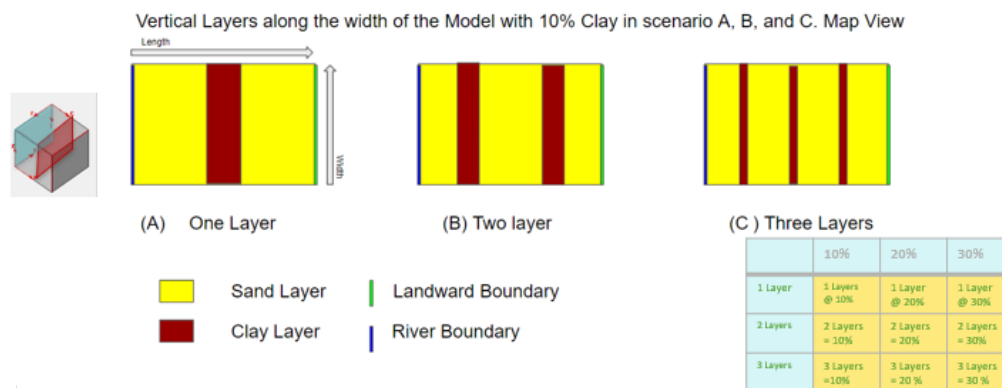 Vertical Layers along the width of the Model with 10% Clay in scenario A, B, and C. Map View
Length
Width
(A) One Layer
(B) Two layer
(C ) Three Layers
Sand Layer
Landward Boundary
Clay Layer
River Boundary
10% 20% 30%
1 Layer
1 Layers
@ 10%
1 Layer
@ 20%
1 Layer
@ 30%
2 Layers
2 Layers
= 10%
2 Layers
= 20%
2 Layers
= 30%
3 Layers
3 Layers
=10%
3 Layers
= 20 %
3 Layers
= 30 %